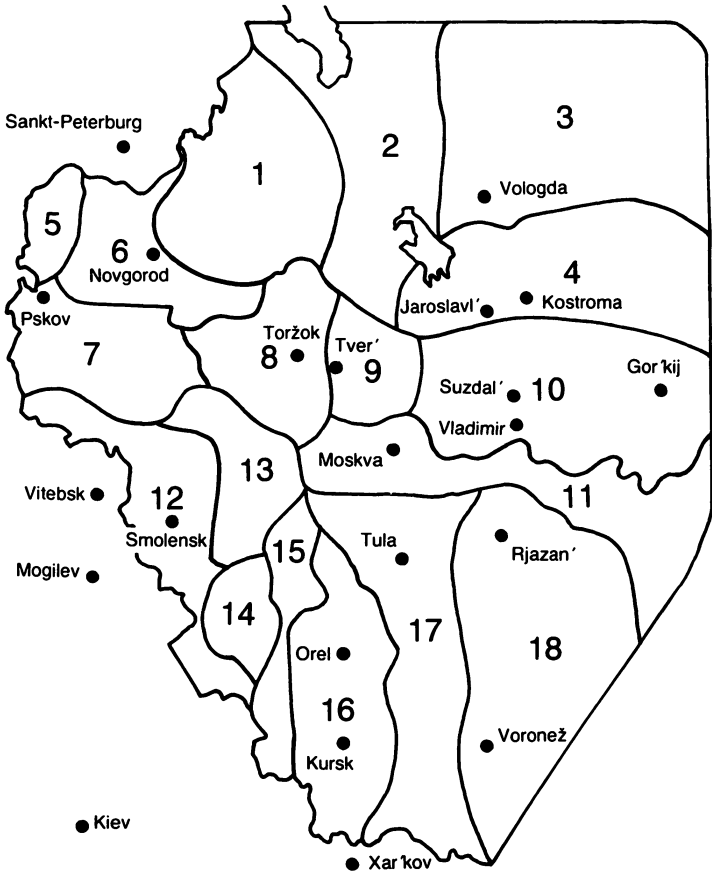 3
Sankt-Peterburg
2
1
Vologda
5
6
Novgorod
4
Jaroslavl´
Kostroma
Pskov
Toržok
Tver´
7
8
9
Gor´kij
Suzdal´
10
Vladimir
Moskva
13
11
Vitebsk
12
Smolensk
Tula
Rjazan´
15
Mogilev
14
17
18
Orel
16
Voronež
Kursk
Kiev
Xar´kov